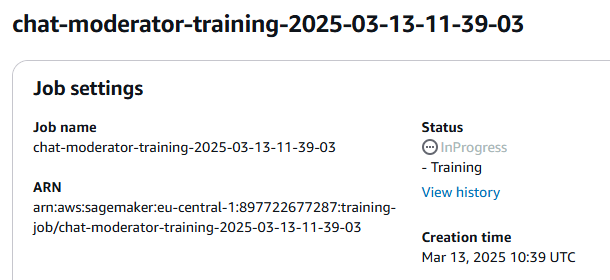 chat-moderator-training-2025-03-13-11-39-03
Job settings
Job name
chat-moderator-training-2025-03-13-11-39-03
ARN
arn:aws:sagemaker:eu-central-1:897722677287:training-
job/chat-moderator-training-2025-03-13-11-39-03
Status
InProgress
- Training
View history
Creation time
Mar 13, 2025 10:39 UTC